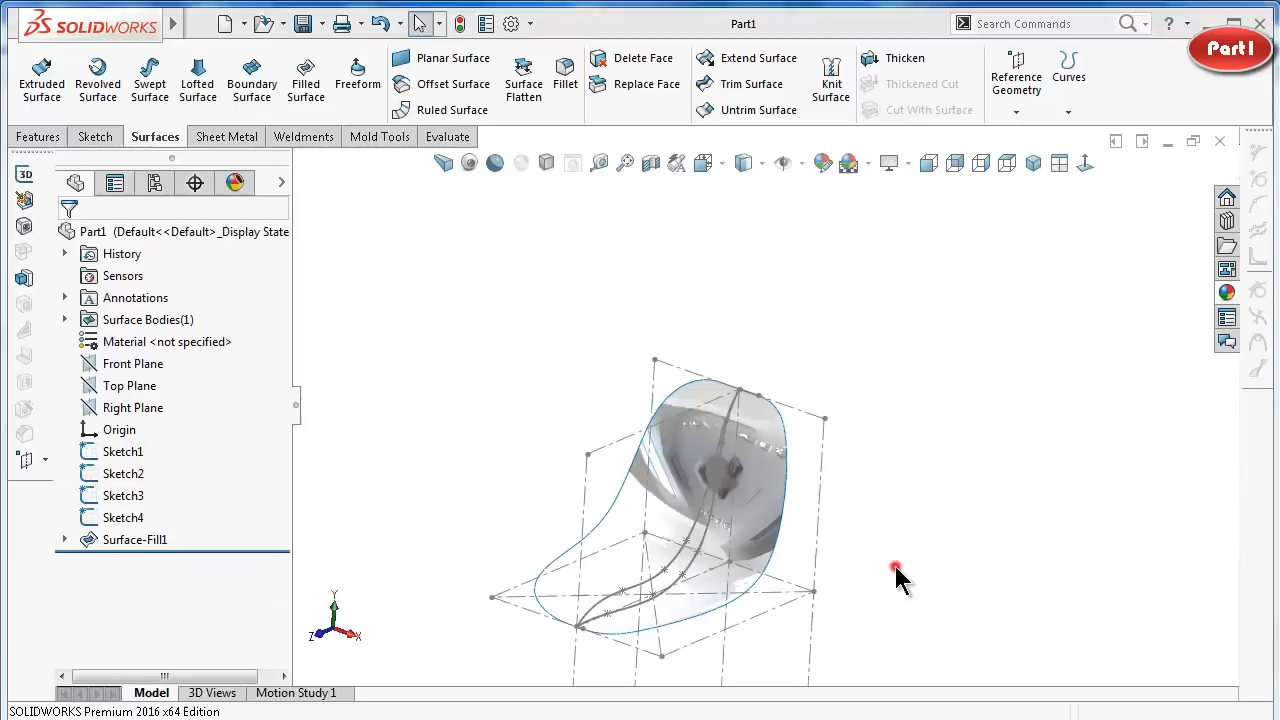 SOLIDWORKS
Part1
Search Commands
?
Part1
Extruded Surface
Revolved Surface
Swept Surface
Lofted Surface
Boundary Surface
Filled Surface
Freeform
Planar Surface
Offset Surface
Ruled Surface
Surface Flatten
Fillet
Delete Face
Replace Face
Extend Surface
Trim Surface
Untrim Surface
Knit Surface
Thicken
Thickened Cut
Cut With Surface
Reference Geometry
Curves
Features
Sketch
Surfaces
Sheet Metal
Weldments
Mold Tools
Evaluate
3D
Part1 (Default<<Default>_Display State
History
Sensors
Annotations
Surface Bodies(1)
Material <not specified>
Front Plane
Top Plane
Right Plane
Origin
Sketch1
Sketch2
Sketch3
Sketch4
Surface-Fill1
Y
Z
X
Model
3D Views
Motion Study 1
SOLIDWORKS Premium 2016 x64 Edition